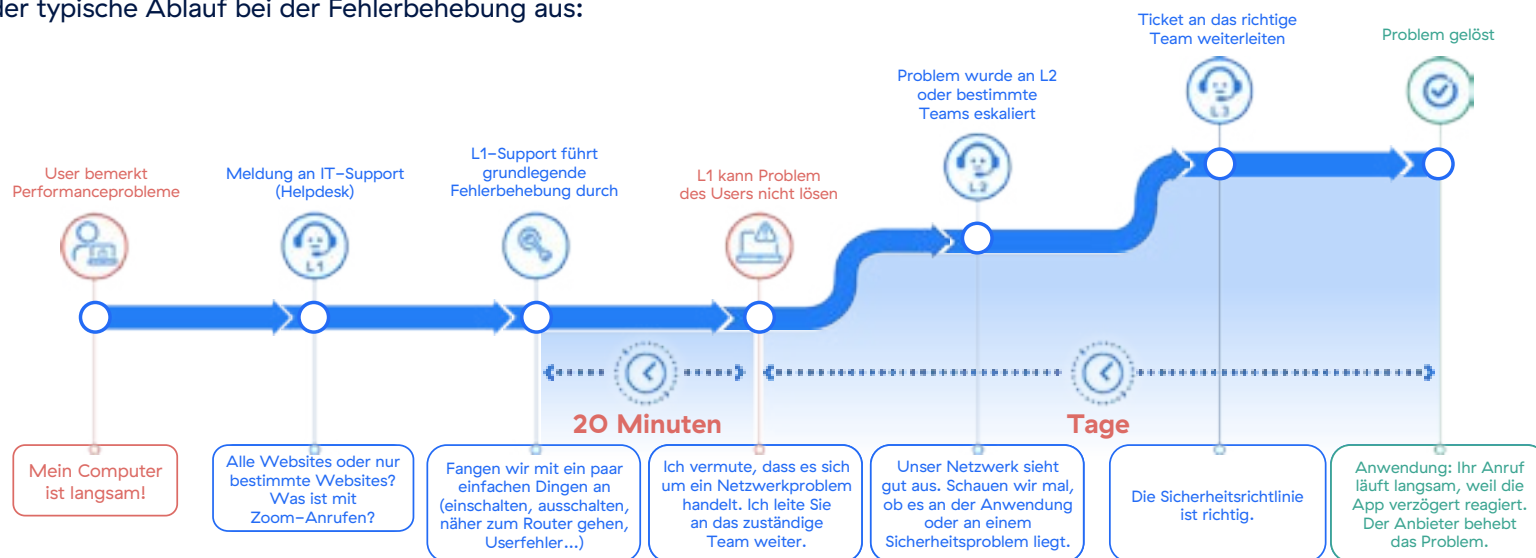 der typische Ablauf bei der Fehlerbehebung aus:
User bemerkt
Performanceprobleme
Meldung an IT-Support
(Helpdesk)
L1
L1-Support führt
grundlegende
Fehlerbehebung durch
L1 kann Problem
des Users nicht lösen
Problem wurde an L2
oder bestimmte
Teams eskaliert
L2
Ticket an das richtige
Team weiterleiten
L3
Problem gelöst
20 Minuten
Tage
Mein Computer
ist langsam!
Alle Websites oder nur
bestimmte Websites?
Was ist mit
Zoom-Anrufen?
Fangen wir mit ein paar
einfachen Dingen an
(einschalten, ausschalten,
näher zum Router gehen,
Userfehler...)
Ich vermute, dass es sich
um ein Netzwerkproblem
handelt. Ich leite Sie
an das zuständige
Team weiter.
Unser Netzwerk sieht
gut aus. Schauen wir mal,
ob es an der Anwendung
oder an einem
Sicherheitsproblem liegt.
Die Sicherheitsrichtlinie
ist richtig.
Anwendung: Ihr Anruf
läuft langsam, weil die
App verzögert reagiert.
Der Anbieter behebt
das Problem.